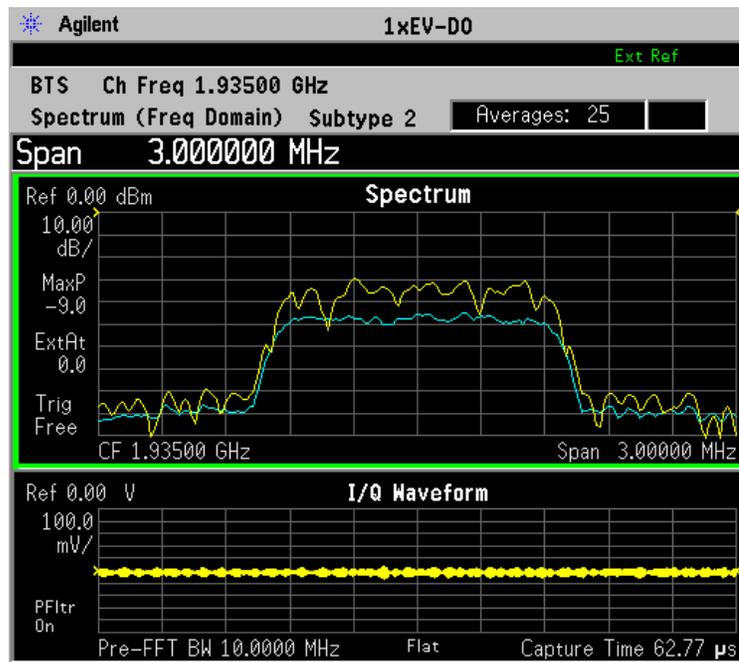 Agilent 1xEV-DO
Ext Ref
BTS Ch Freq 1.93500 GHz
Spectrum (Freq Domain) Subtype 2 Averages: 25
Span 3.000000 MHz
Ref 0.00 dBm Spectrum
10.00
dB/
MaxP
-9.0
ExtAt
0.0
Trig
Free
CF 1.93500 GHz Span 3.00000 MHz
Ref 0.00 V I/Q Waveform
100.0
mV/
PFltr
On
Pre-FFT BW 10.0000 MHz Flat Capture Time 62.77 µs